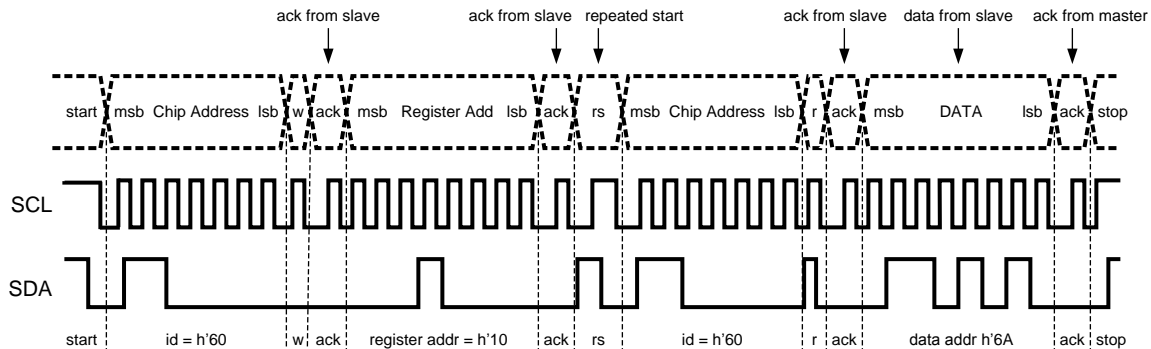 ack from slave ack from slave repeated start ack from slave data from slave ack from master
start msb Chip Address lsb w ack msb Register Add lsb ack rs msb Chip Address lsb r ack msb DATA lsb ack stop
SCL
SDA
start id = h'60 w ack register addr = h'10 ack rs id = h'60 r ack data addr h'6A ack stop